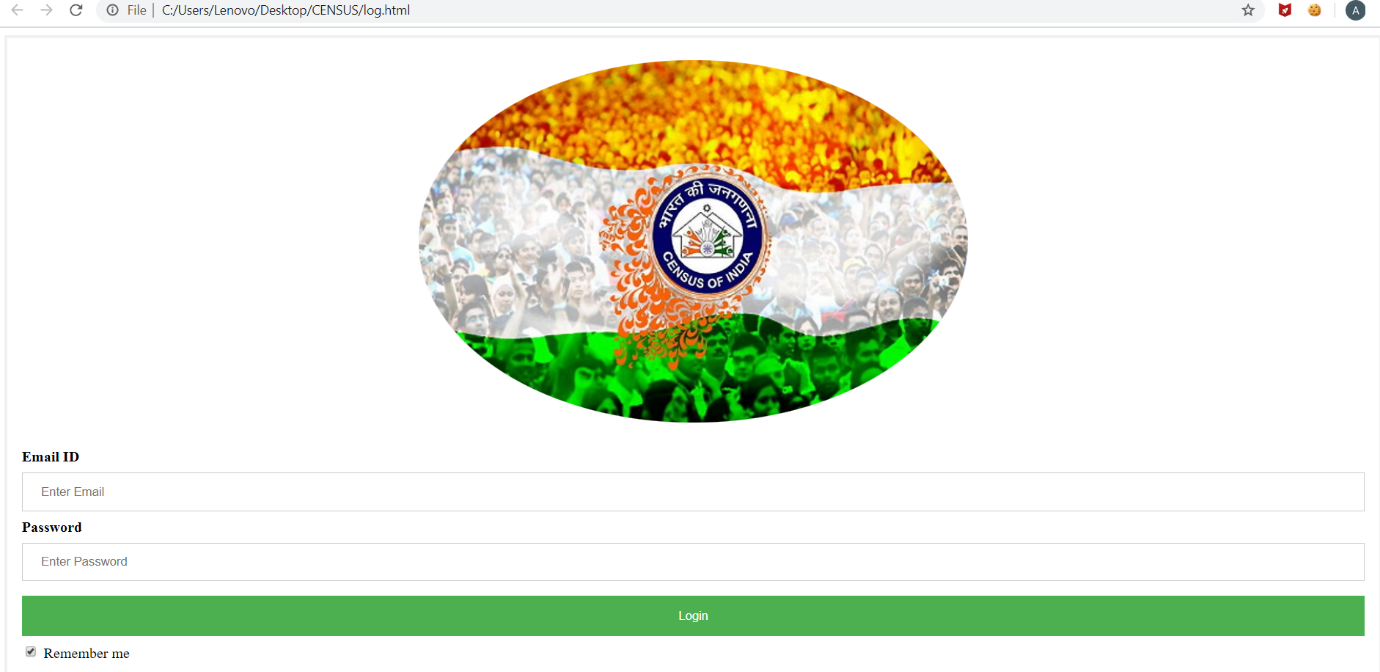 File | C:/Users/Lenovo/Desktop/CENSUS/log.html
A
भारत की जनगणना
CENSUS OF INDIA
Email ID
Enter Email
Password
Enter Password
Login
Remember me